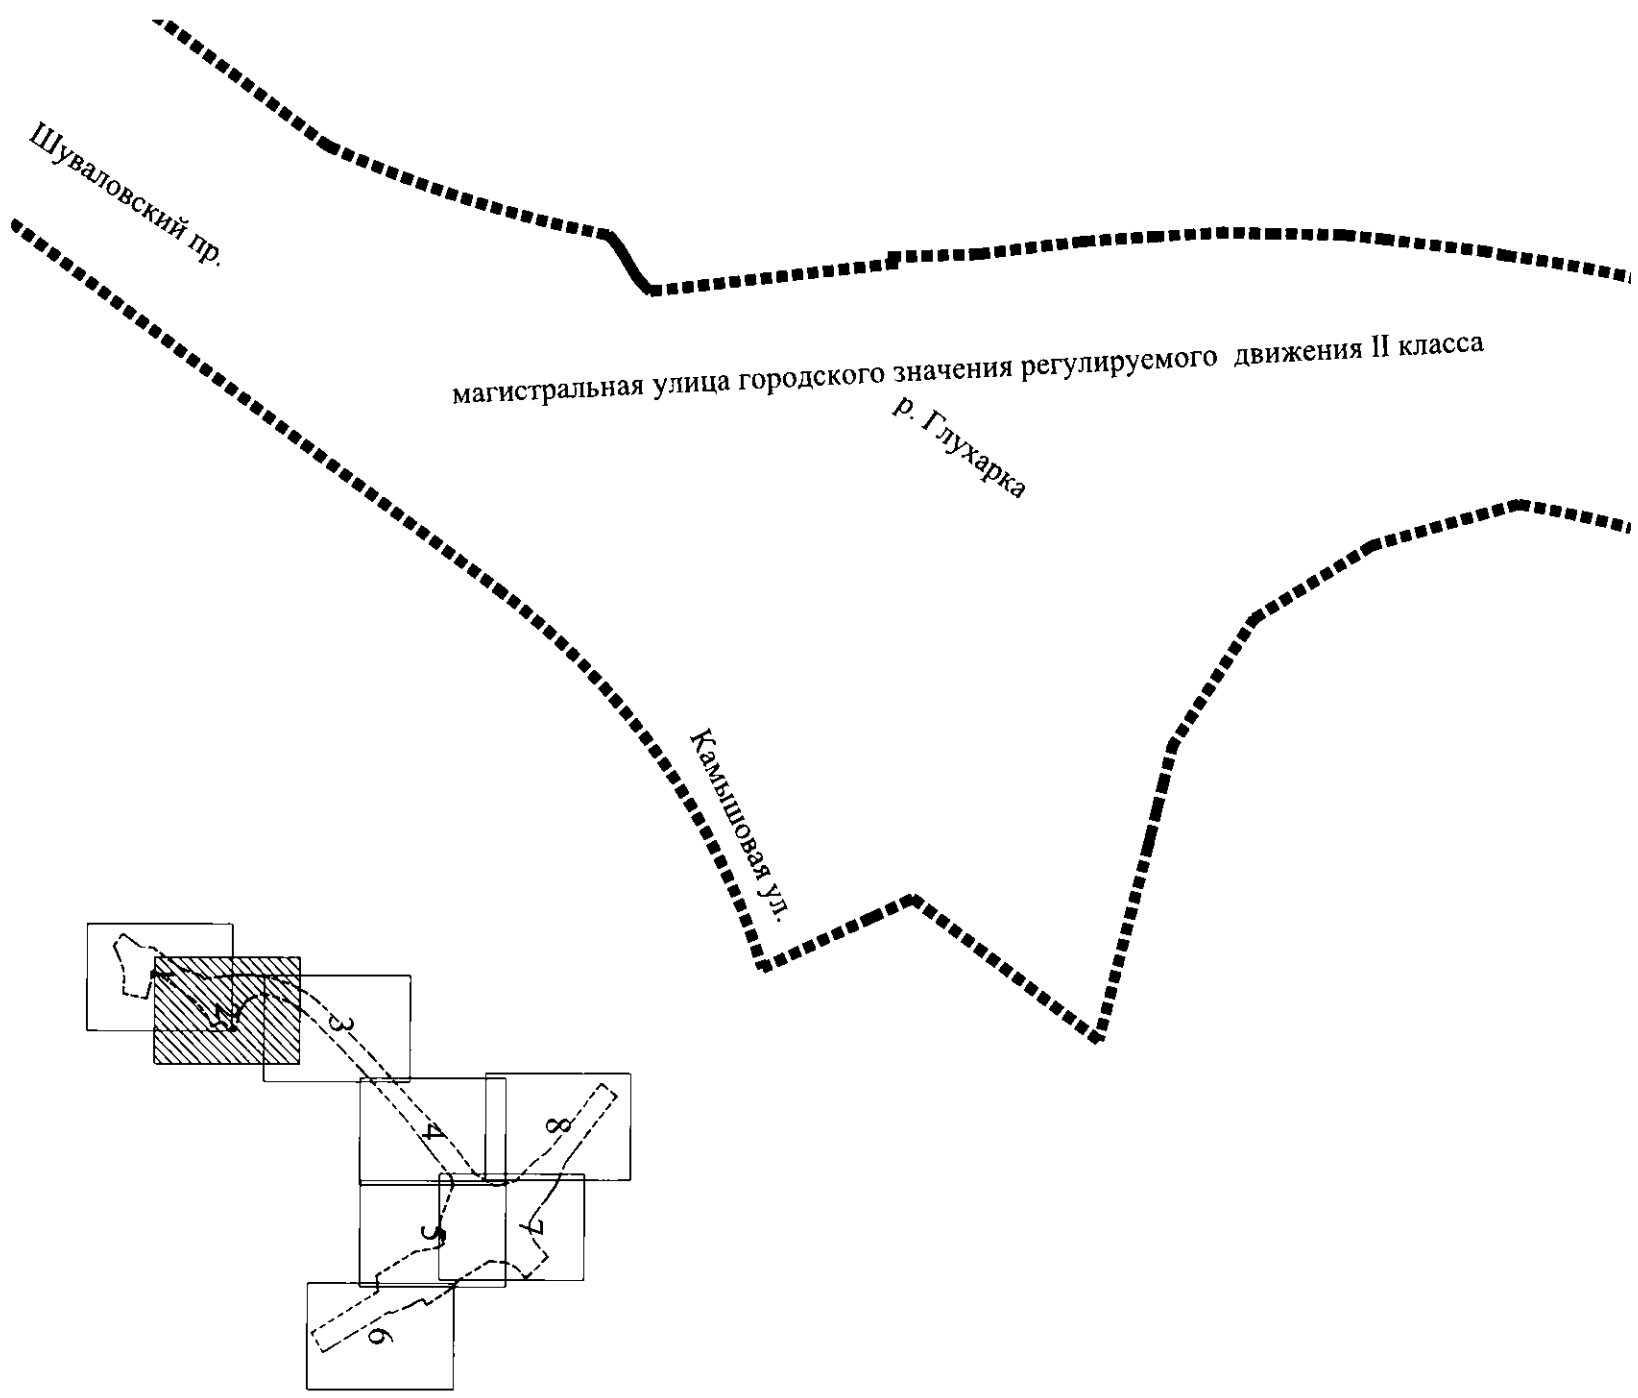 Шуваловский пр.
магистральная улица городского значения регулируемого движения II класса
р. Глухарка
Камышовая ул.
3
4
8
5
7
6